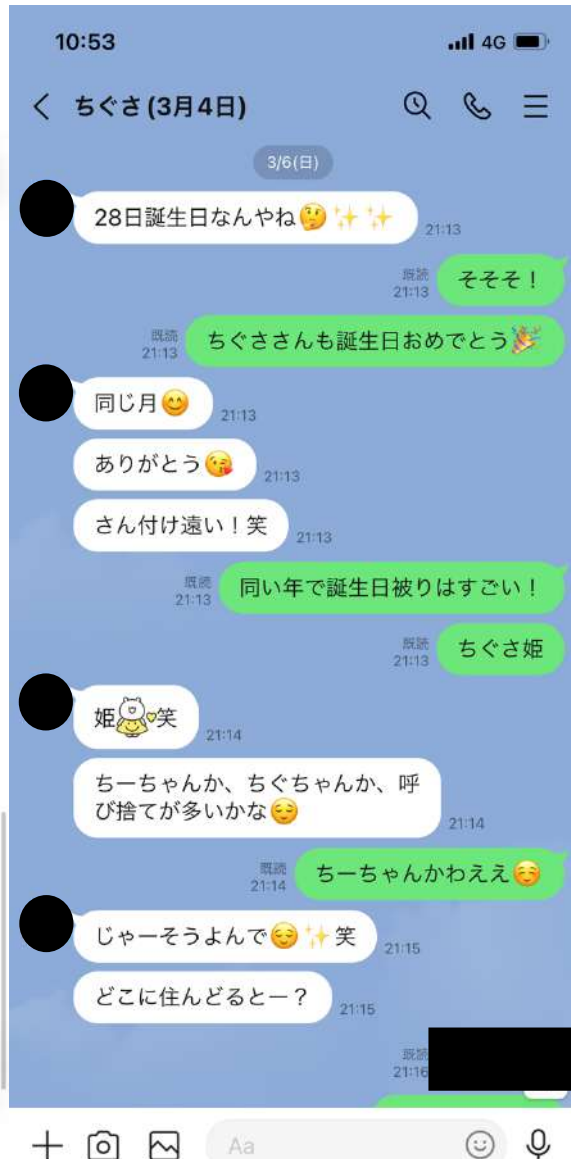 10:53
4G
ちぐさ(3月4日)
3/6(日)
28日誕生日なんやね🤔✨✨
21:13
既読
21:13
そそそ！
既読
21:13
ちぐささんも誕生日おめでとう🎉
同じ月😊
21:13
ありがとう😘
21:13
さん付け遠い！笑
21:13
既読
21:13
同い年で誕生日被りはすごい！
既読
21:13
ちぐさ姫
姫笑
21:14
ちーちゃんか、ちぐちゃんか、呼
び捨てが多いかな😌
21:14
既読
21:14
ちーちゃんかわええ☺️
じゃーそうよんで😌✨笑
21:15
どこに住んどるとー？
21:15
既読
21:16
Aa